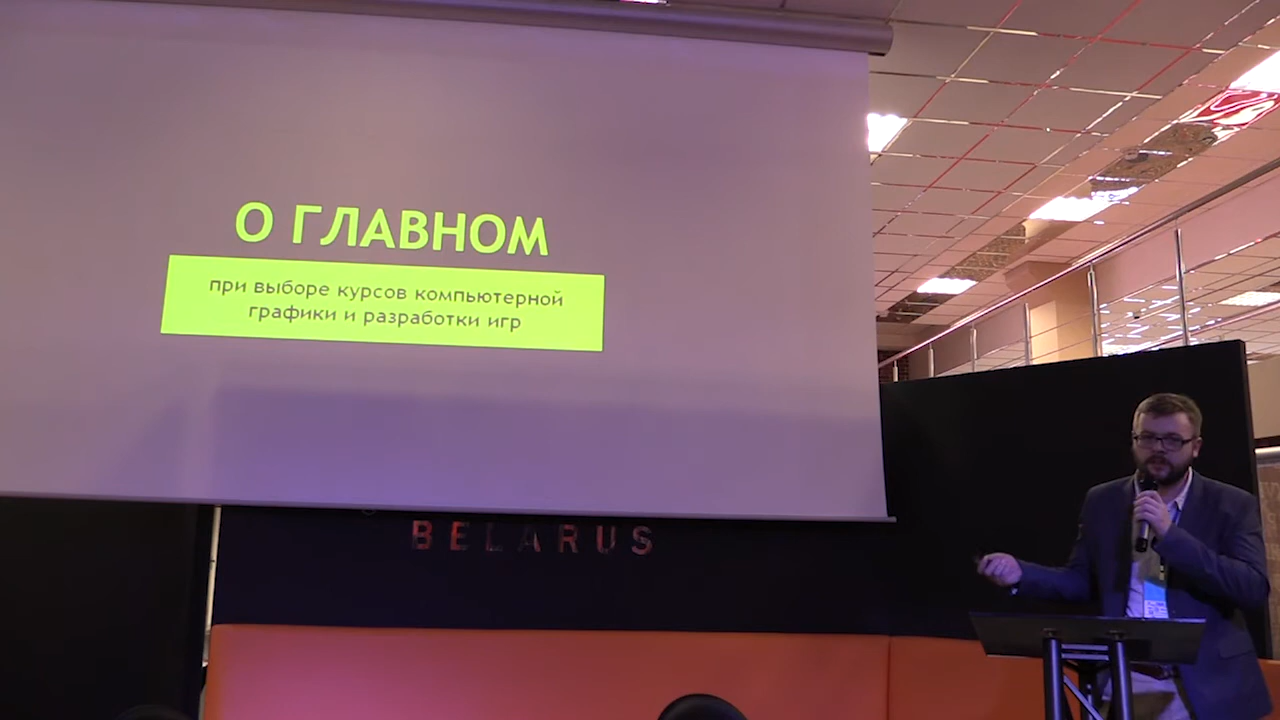 О ГЛАВНОМ
при выборе курсов компьютерной
графики и разработки игр
BELARUS